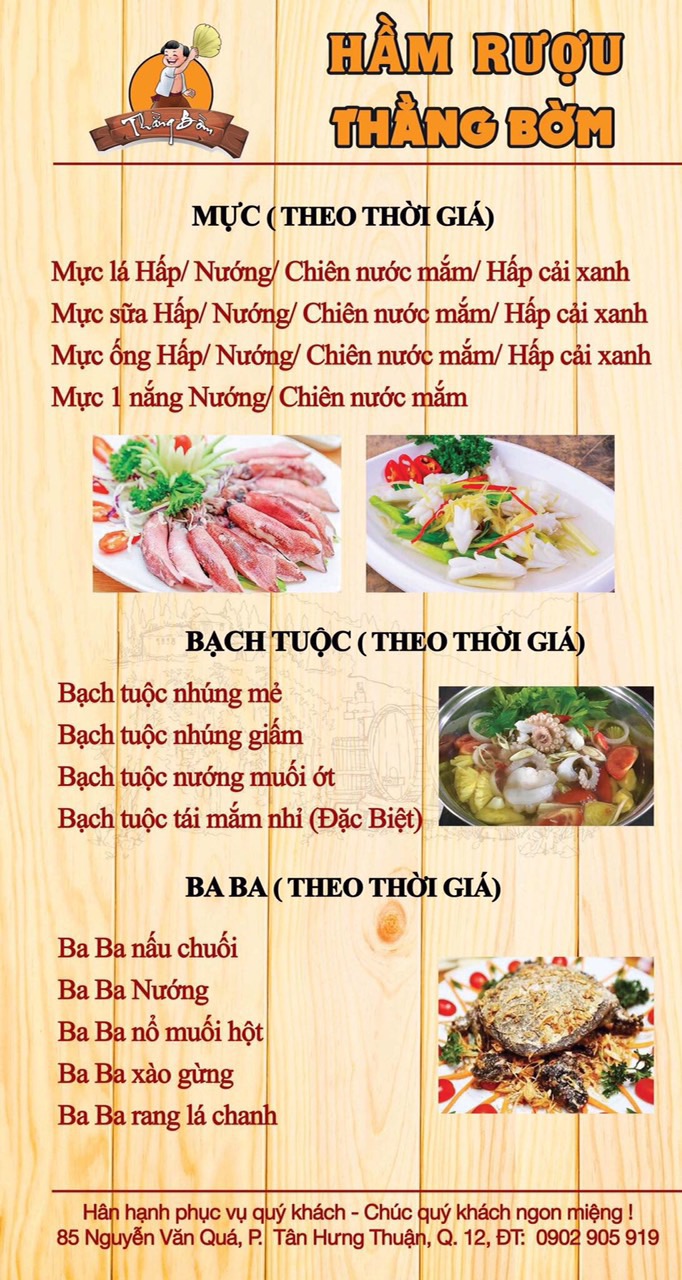 Thằng Bờm
HẦM RƯỢU
THẰNG BỜM
MỰC ( THEO THỜI GIÁ)
Mực lá Hấp/ Nướng/ Chiên nước mắm/ Hấp cải xanh
Mực sữa Hấp/ Nướng/ Chiên nước mắm/ Hấp cải xanh
Mực ống Hấp/ Nướng/ Chiên nước mắm/ Hấp cải xanh
Mực 1 nắng Nướng/ Chiên nước mắm
BẠCH TUỘC ( THEO THỜI GIÁ)
Bạch tuộc nhúng mẻ
Bạch tuộc nhúng giấm
Bạch tuộc nướng muối ớt
Bạch tuộc tái mắm nhỉ (Đặc Biệt)
BA BA ( THEO THỜI GIÁ)
Ba Ba nấu chuối
Ba Ba Nướng
Ba Ba nổ muối hột
Ba Ba xào gừng
Ba Ba rang lá chanh
Hân hạnh phục vụ quý khách - Chúc quý khách ngon miệng !
85 Nguyễn Văn Quá, P. Tân Hưng Thuận, Q. 12, ĐT: 0902 905 919